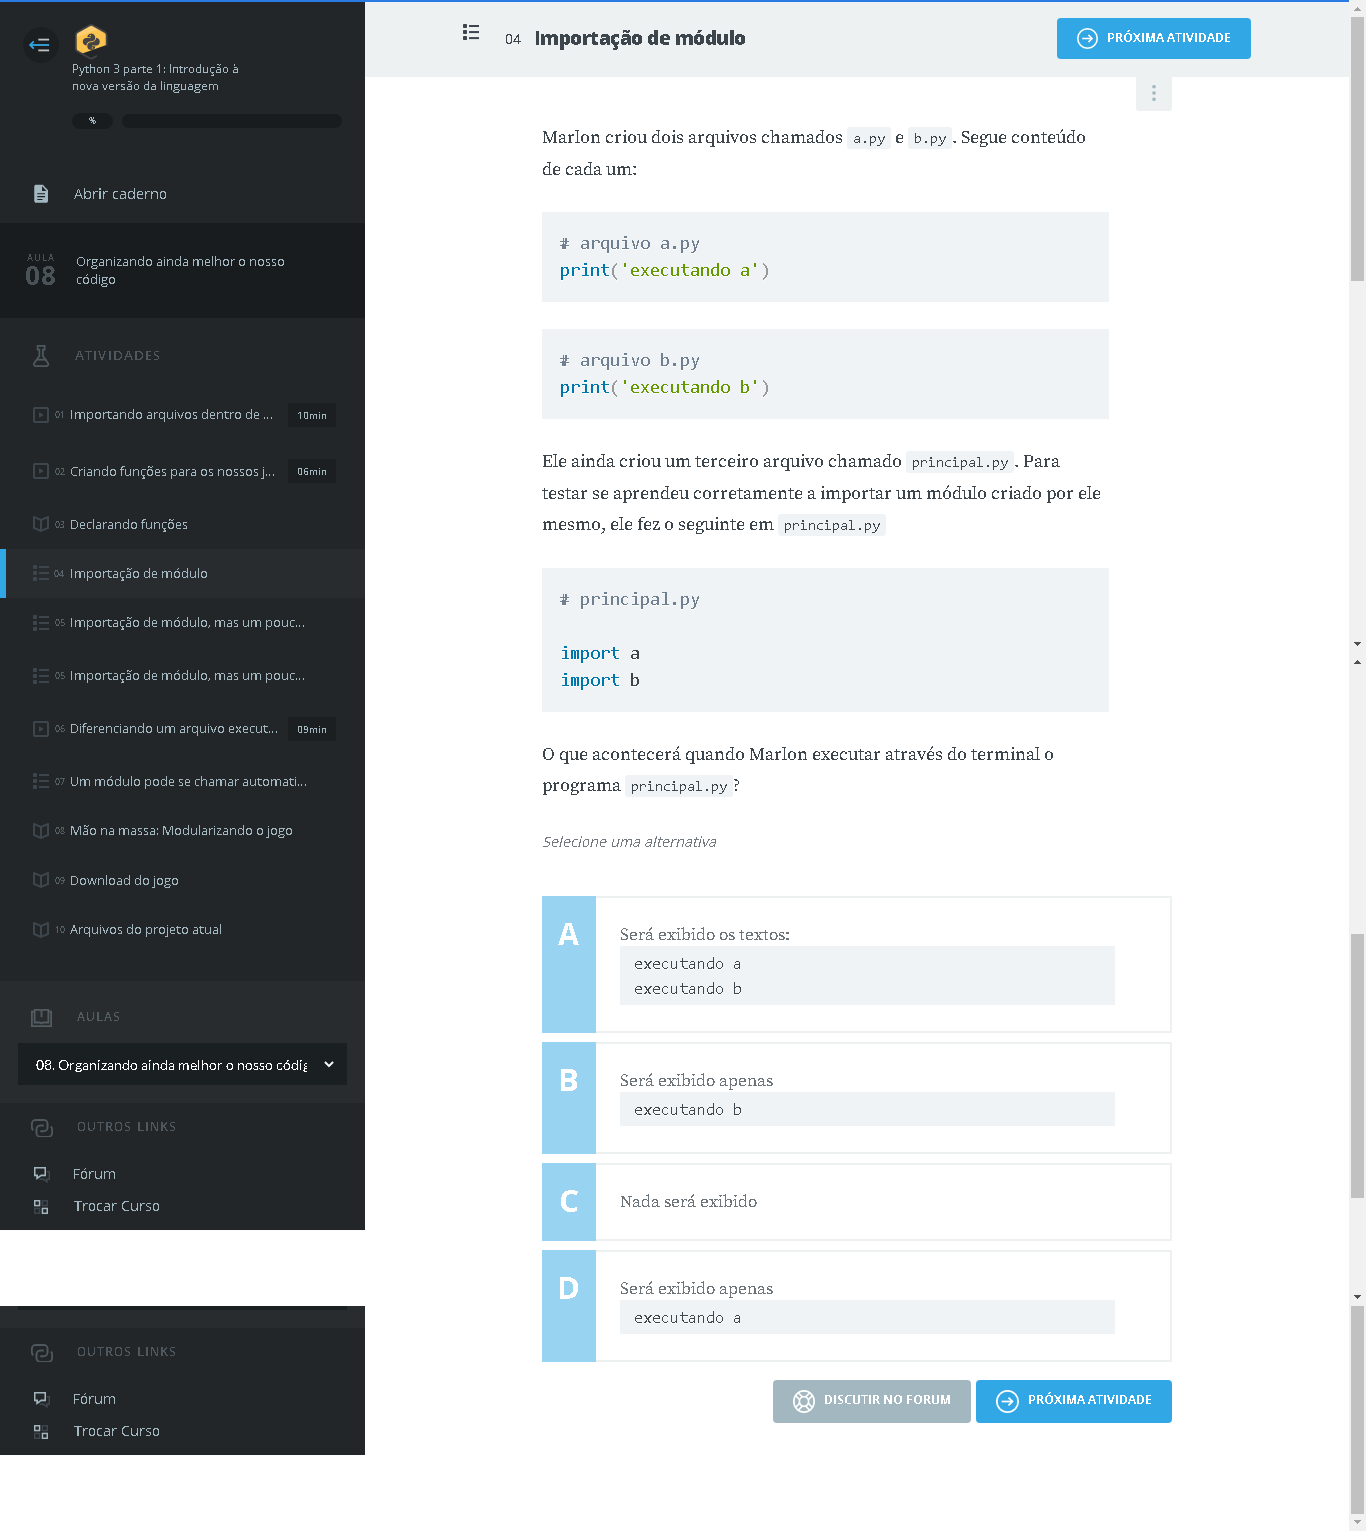 Python 3 parte 1: Introdução à
nova versão da linguagem
%
Abrir caderno
AULA
08
Organizando ainda melhor o nosso
código
ATIVIDADES
01 Importando arquivos dentro de ... 10min
02 Criando funções para os nossos j... 06min
03 Declarando funções
04 Importação de módulo
05 Importação de módulo, mas um pouc...
05 Importação de módulo, mas um pouc...
06 Diferenciando um arquivo execut... 09min
07 Um módulo pode se chamar automati...
08 Mão na massa: Modularizando o jogo
09 Download do jogo
10 Arquivos do projeto atual
AULAS
08. Organizando ainda melhor o nosso códig
OUTROS LINKS
Fórum
Trocar Curso
OUTROS LINKS
Fórum
Trocar Curso
04 Importação de módulo
PRÓXIMA ATIVIDADE
Marlon criou dois arquivos chamados a.py e b.py. Segue conteúdo
de cada um:
# arquivo a.py
print('executando a')
# arquivo b.py
print('executando b')
Ele ainda criou um terceiro arquivo chamado principal.py. Para
testar se aprendeu corretamente a importar um módulo criado por ele
mesmo, ele fez o seguinte em principal.py
# principal.py
import a
import b
O que acontecerá quando Marlon executar através do terminal o
programa principal.py?
Selecione uma alternativa
A
Será exibido os textos:
executando a
executando b
B
Será exibido apenas
executando b
C
Nada será exibido
D
Será exibido apenas
executando a
DISCUTIR NO FORUM
PRÓXIMA ATIVIDADE